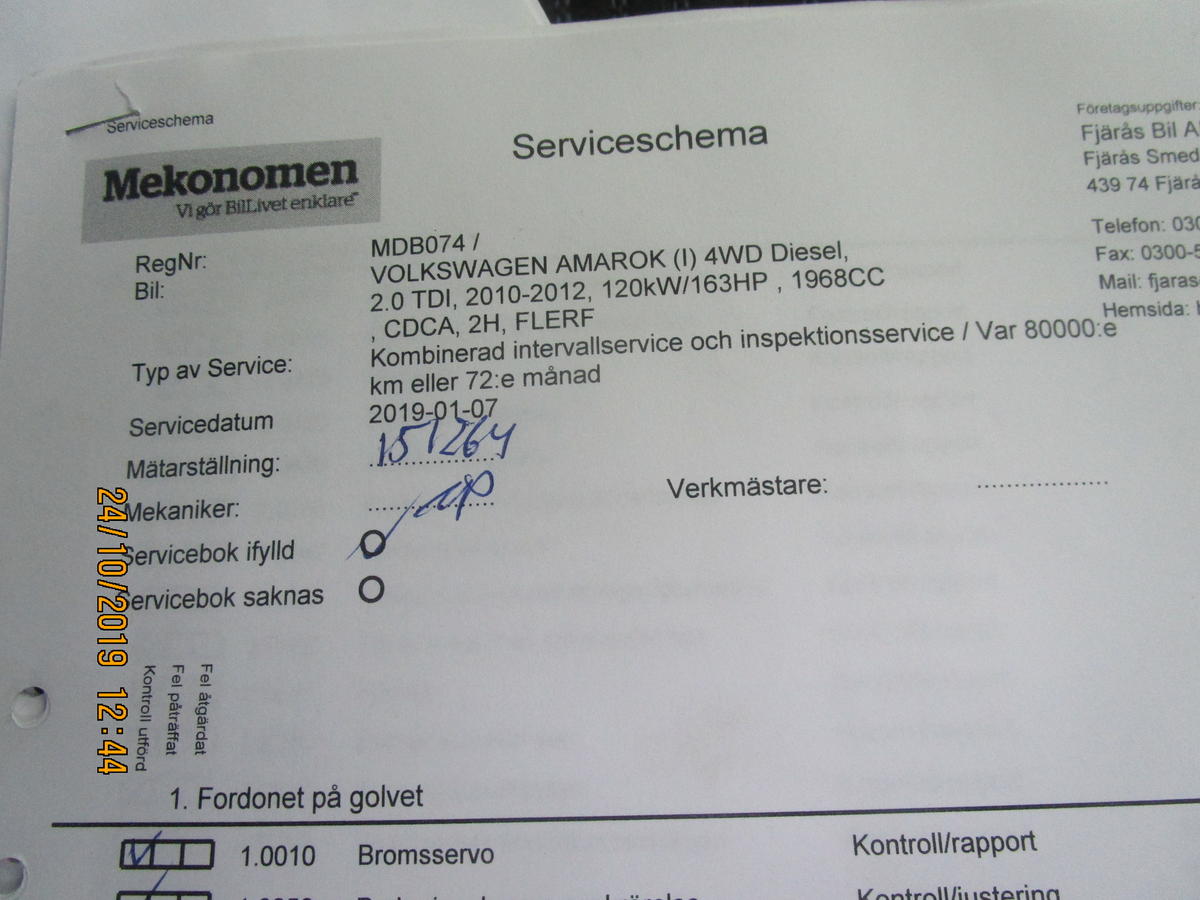 Serviceschema
Serviceschema
Företagsuppgifter:
Mekonomen
Vi gör BilLivet enklare
Fjärås Bil A
Fjärås Smed
439 74 Fjärå
Telefon: 030
Fax: 0300-5
Mail: fjaras
Hemsida:
RegNr: MDB074 /
Bil: VOLKSWAGEN AMAROK (I) 4WD Diesel,
2.0 TDI, 2010-2012, 120kW/163HP , 1968CC
, CDCA, 2H, FLERF
Typ av Service: Kombinerad intervallservice och inspektionsservice / Var 80000:e
km eller 72:e månad
Servicedatum 2019-01-07
Mätarställning: 151264
Mekaniker:
Verkmästare:
Servicebok ifylld
Servicebok saknas
24/10/2019 12:44
Kontroll utförd
Fel påträffat
Fel åtgärdat
1. Fordonet på golvet
1.0010 Bromsservo Kontroll/rapport
Kontroll/justering